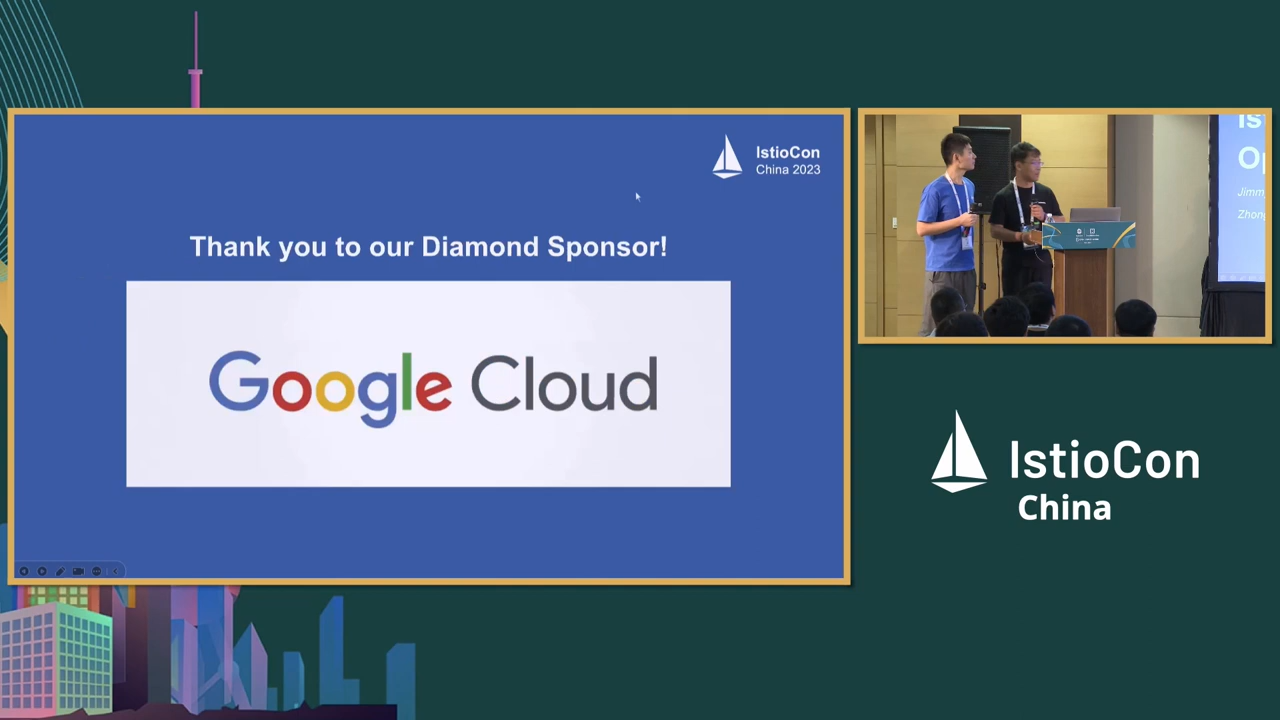 IstioCon
China 2023
Thank you to our Diamond Sponsor!
Google Cloud
IstioCon
China